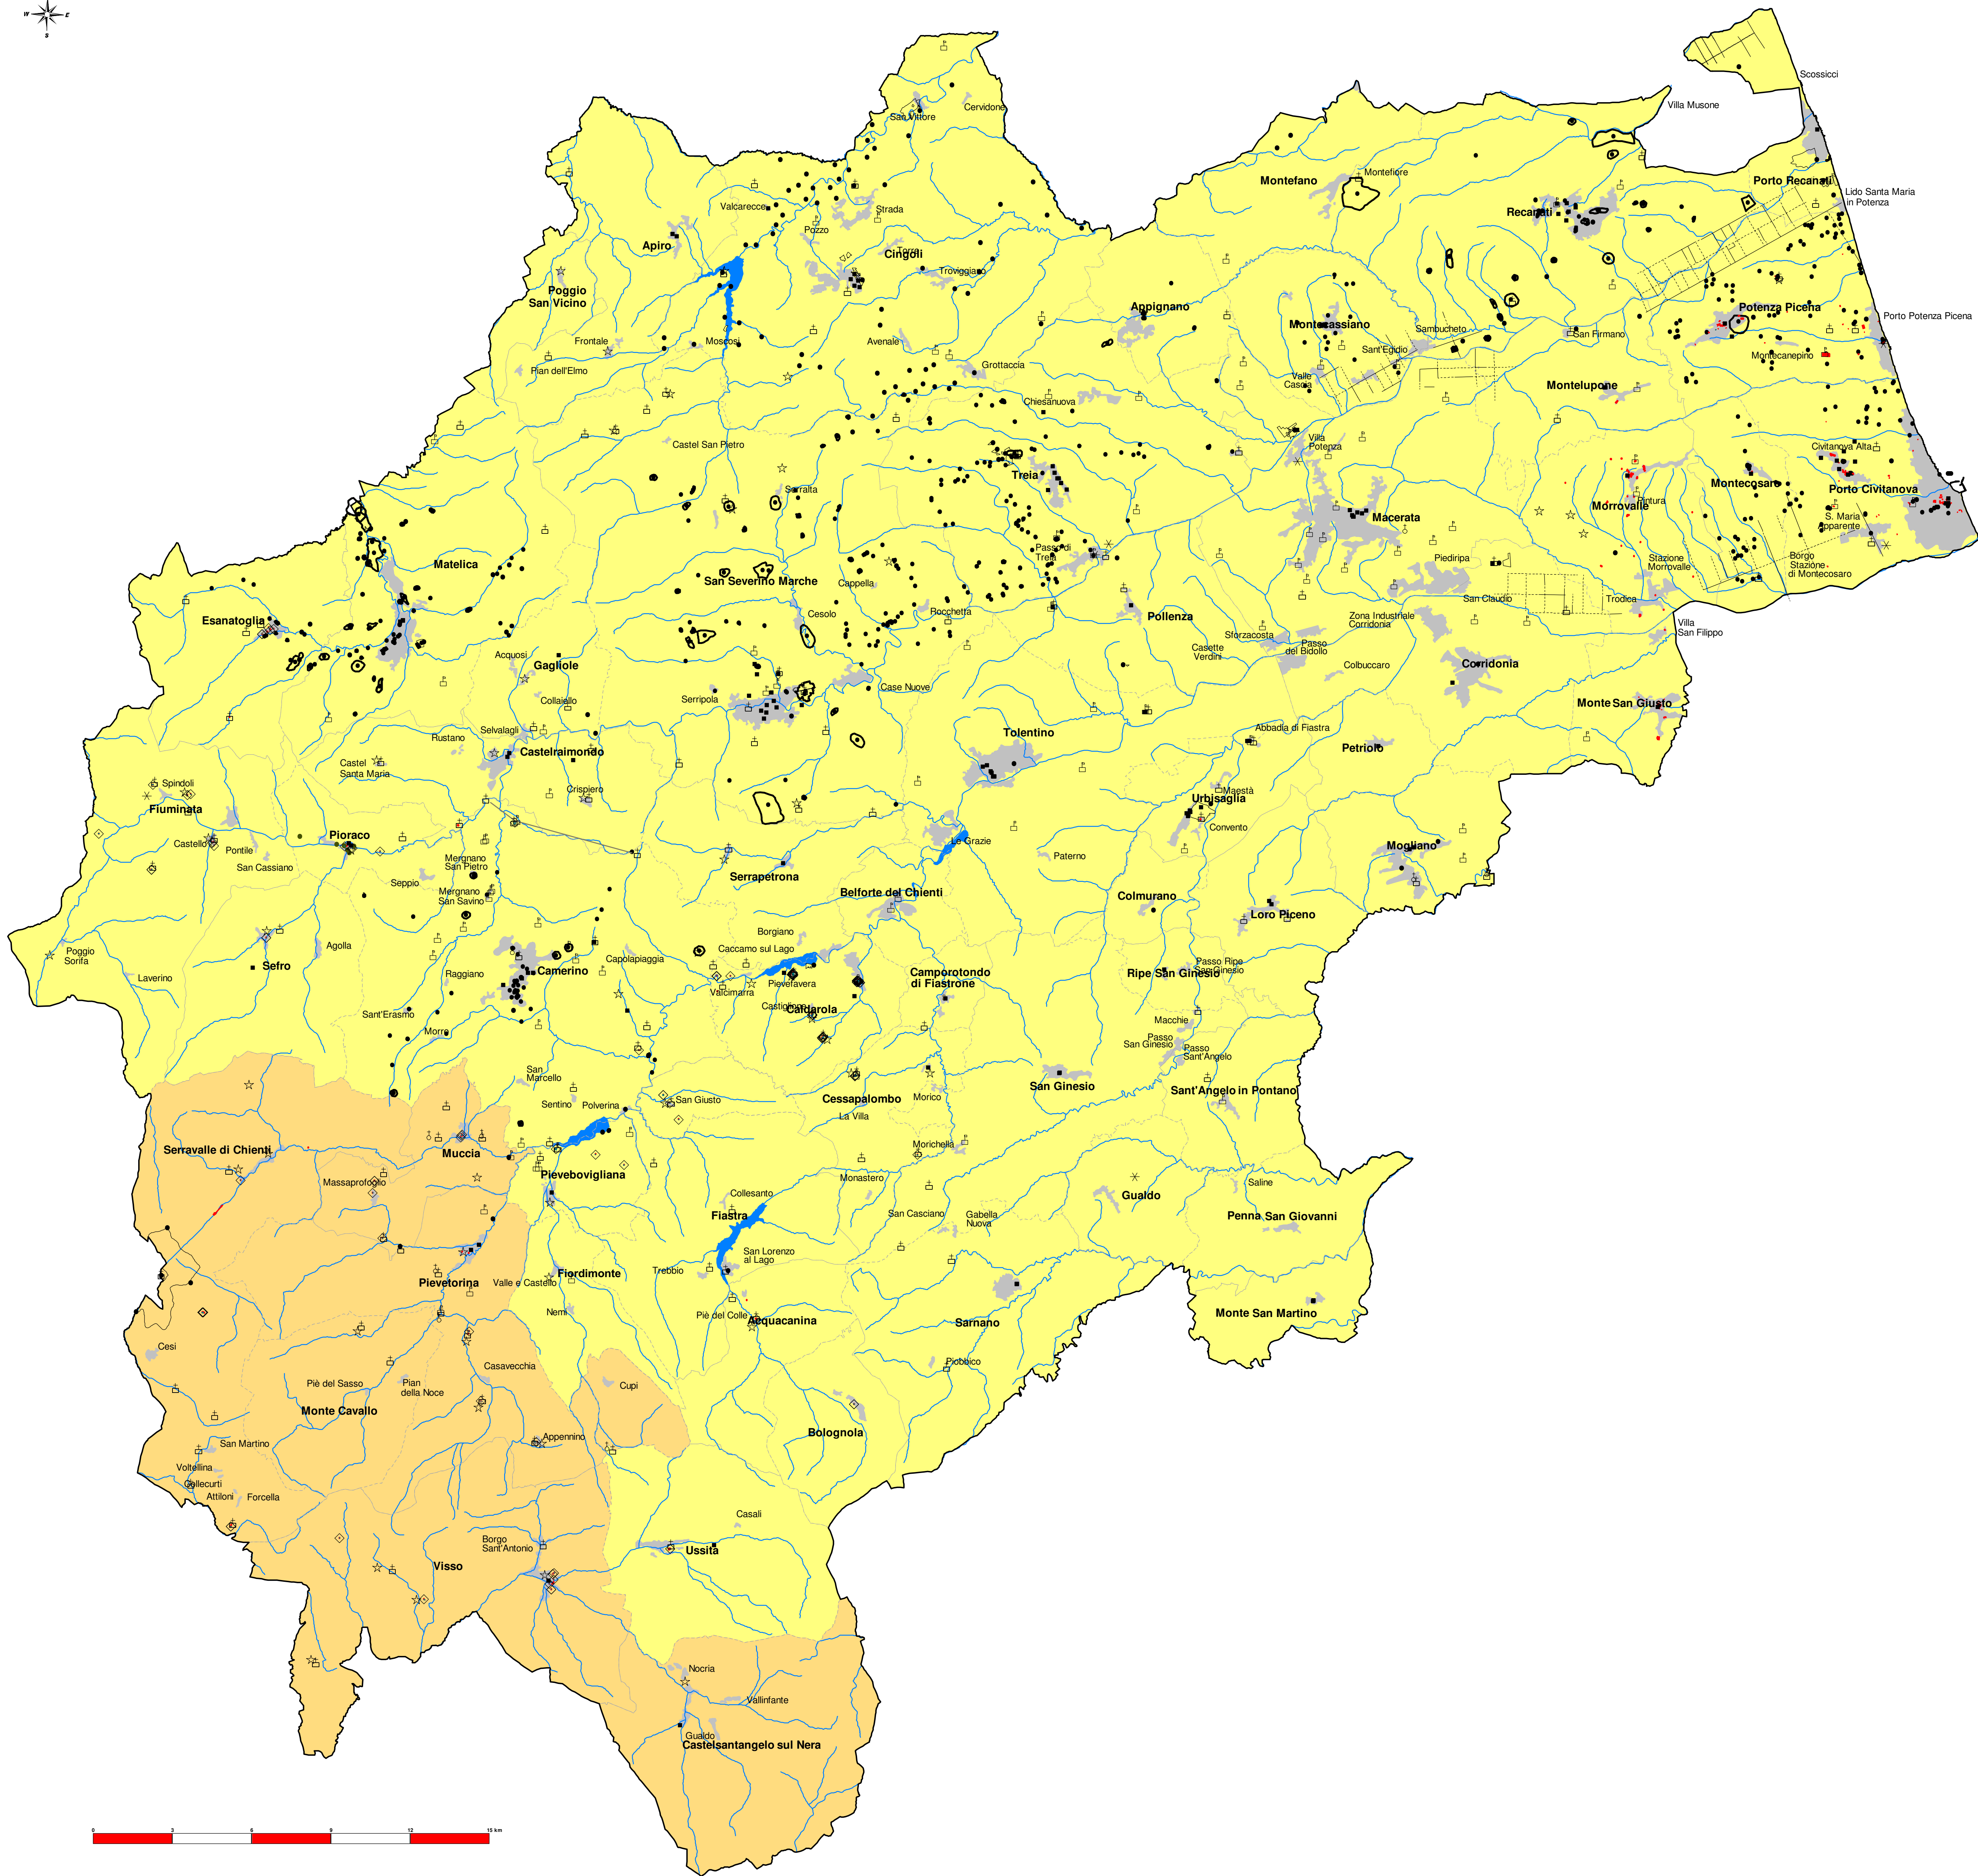 W
E
S
Scossicci
Villa Musone
Cervidone
San Vittore
Montefano
Montefiore
Porto Recanati
Lido Santa Maria
in Potenza
Valcarecce
Strada
Recanati
Pozzo
Apiro
Torre
Cingoli
Troviggiano
Poggio
San Vicino
Appignano
Potenza Picena
Porto Potenza Picena
Montecassiano
Sambucheto
San Firmano
Frontale
Moscosi
Avenale
Sant'Egidio
Montecanepino
Pian dell'Elmo
Grottaccia
Valle
Cascia
Montelupone
Chiesanuova
Castel San Pietro
Villa
Potenza
Civitanova Alta
Treia
Serralta
Montecosaro
Porto Civitanova
Pintura
Morrovalle
Macerata
S. Maria
Apparente
Passo di
Treia
Piediripa
Stazione
Morrovalle
Borgo
Stazione
di Montecosaro
Matelica
San Severino Marche
Cappella
San Claudio
Trodica
Esanatoglia
Cesolo
Rocchetta
Pollenza
Zona Industriale
Corridonia
Villa
San Filippo
Sforzacosta
Passo
del Bidollo
Casette
Verdini
Acquosi
Gagliole
Colbuccaro
Corridonia
Collaiello
Serripola
Case Nuove
Monte San Giusto
Selvalagli
Rustano
Castelraimondo
Tolentino
Abbadia di Fiastra
Petriolo
Castel
Santa Maria
Spindoli
Crispiero
Maestà
Urbisaglia
Fiuminata
Convento
Pioraco
Castello
Pontile
Le Grazie
Mogliano
San Cassiano
Mergnano
San Pietro
Paterno
Seppio
Serrapetrona
Mergnano
San Savino
Belforte del Chienti
Colmurano
Loro Piceno
Borgiano
Poggio
Sorifa
Agolla
Caccamo sul Lago
Capolapiaggia
Passo Ripe
San Ginesio
Sefro
Laverino
Raggiano
Camerino
Camporotondo
di Fiastrone
Ripe San Ginesio
Pievefavera
Valcimarra
Castiglione
Caldarola
Sant'Erasmo
Morro
Macchie
Passo
San Ginesio
Passo
Sant'Angelo
San
Marcello
San Ginesio
Sant'Angelo in Pontano
Sentino
Polverina
San Giusto
Cessapalombo
Morico
La Villa
Serravalle di Chienti
Muccia
Morichella
Massaprofoglio
Pievebovigliana
Monastero
Saline
Collesanto
Gualdo
Fiastra
San Casciano
Gabella
Nuova
Penna San Giovanni
San Lorenzo
al Lago
Trebbio
Fiordimonte
Pievetorina
Valle e Castello
Nemi
Piè del Colle
Acquacanina
Sarnano
Monte San Martino
Cesi
Casavecchia
Piobbico
Piè del Sasso
Pian
della Noce
Cupi
Monte Cavallo
Bolognola
Appennino
San Martino
Voltellina
Collecurti
Attiloni
Forcella
Casali
Borgo
Sant'Antonio
Ussita
Visso
Nocria
Vallinfante
Gualdo
Castelsantangelo sul Nera
0
3
6
9
12
15 km